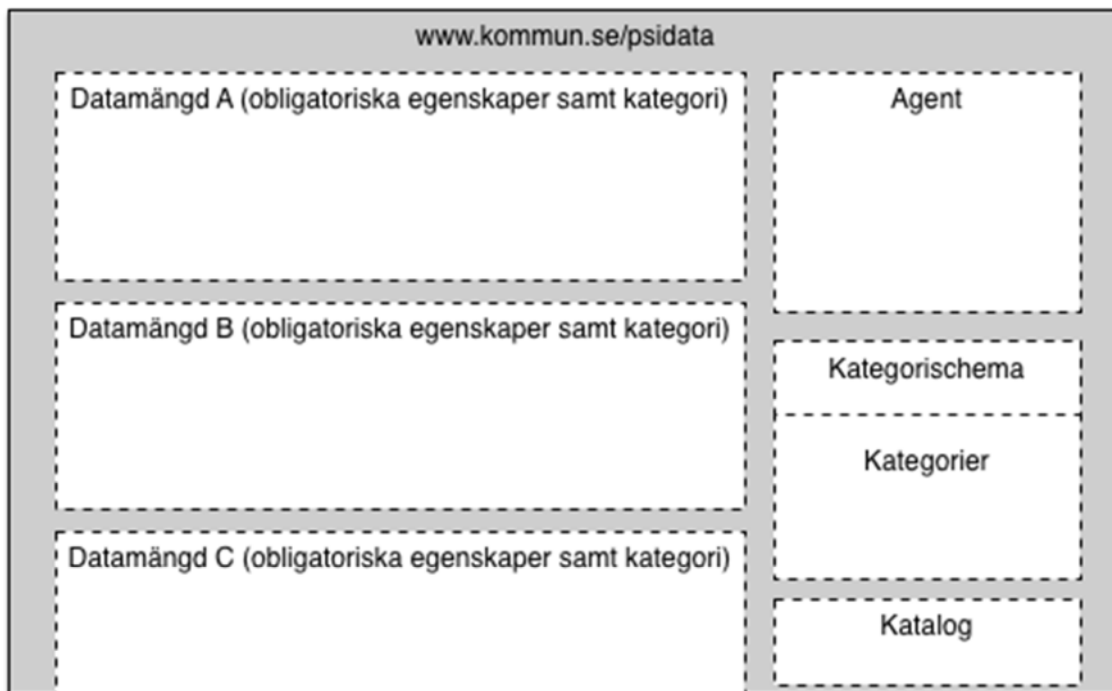 www.kommun.se/psidata
Datamängd A (obligatoriska egenskaper samt kategori)
Datamängd B (obligatoriska egenskaper samt kategori)
Datamängd C (obligatoriska egenskaper samt kategori)
Agent
Kategorischema
Kategorier
Katalog